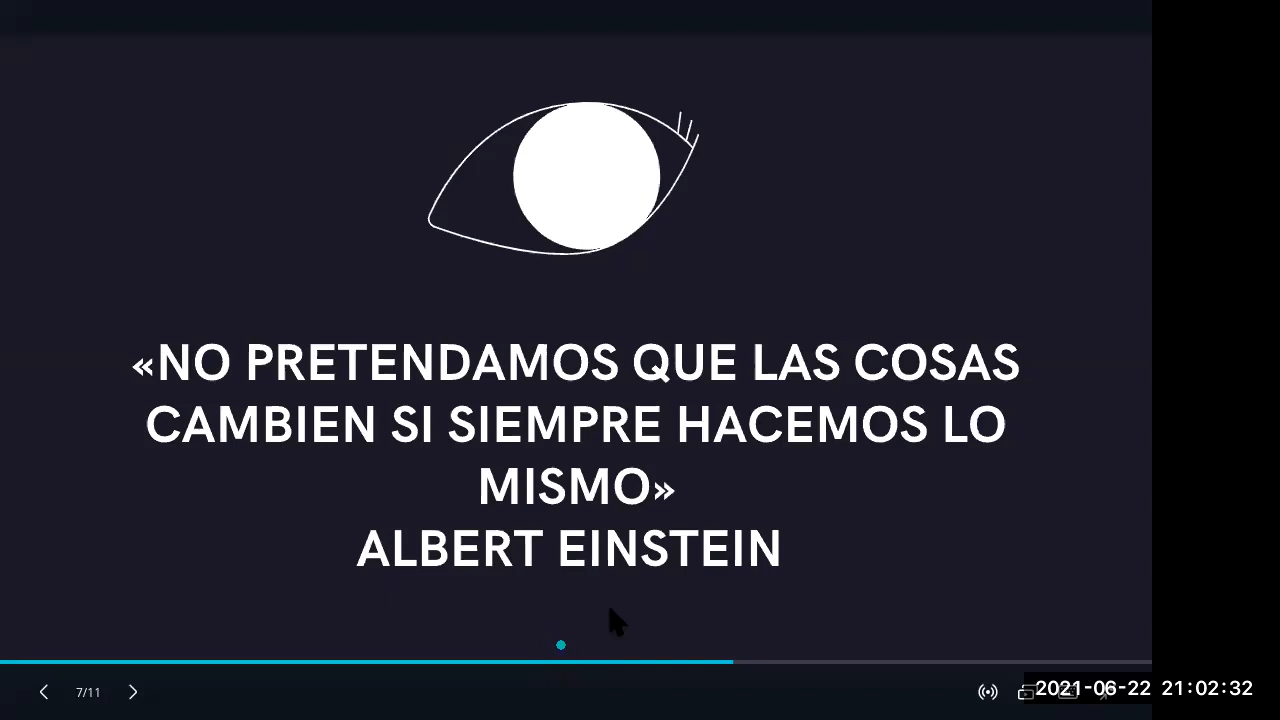 «NO PRETENDAMOS QUE LAS COSAS
CAMBIEN SI SIEMPRE HACEMOS LO
MISMO»
ALBERT EINSTEIN
7/11
2021-06-22 21:02:32